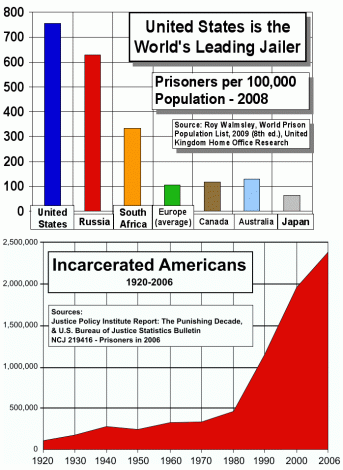 United States is the
World's Leading Jailer
Prisoners per 100,000
Population - 2008
Source: Roy Walmsley, World Prison
Population List, 2009 (8th ed.), United
Kingdom Home Office Research
800
700
600
500
400
300
200
100
0
United States
Russia
South Africa
Europe (average)
Canada
Australia
Japan
Incarcerated Americans
1920-2006
Sources:
Justice Policy Institute Report: The Punishing Decade,
& U.S. Bureau of Justice Statistics Bulletin
NCJ 219416 - Prisoners in 2006
2,500,000
2,000,000
1,500,000
1,000,000
500,000
0
1920 1930 1940 1950 1960 1970 1980 1990 2000 2006